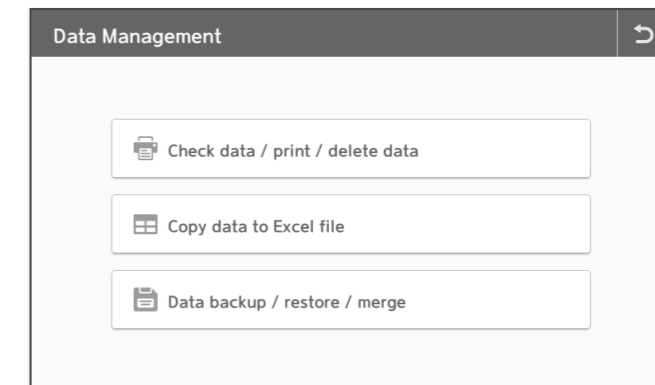 Data Management
Check data / print / delete data
Copy data to Excel file
Data backup / restore / merge